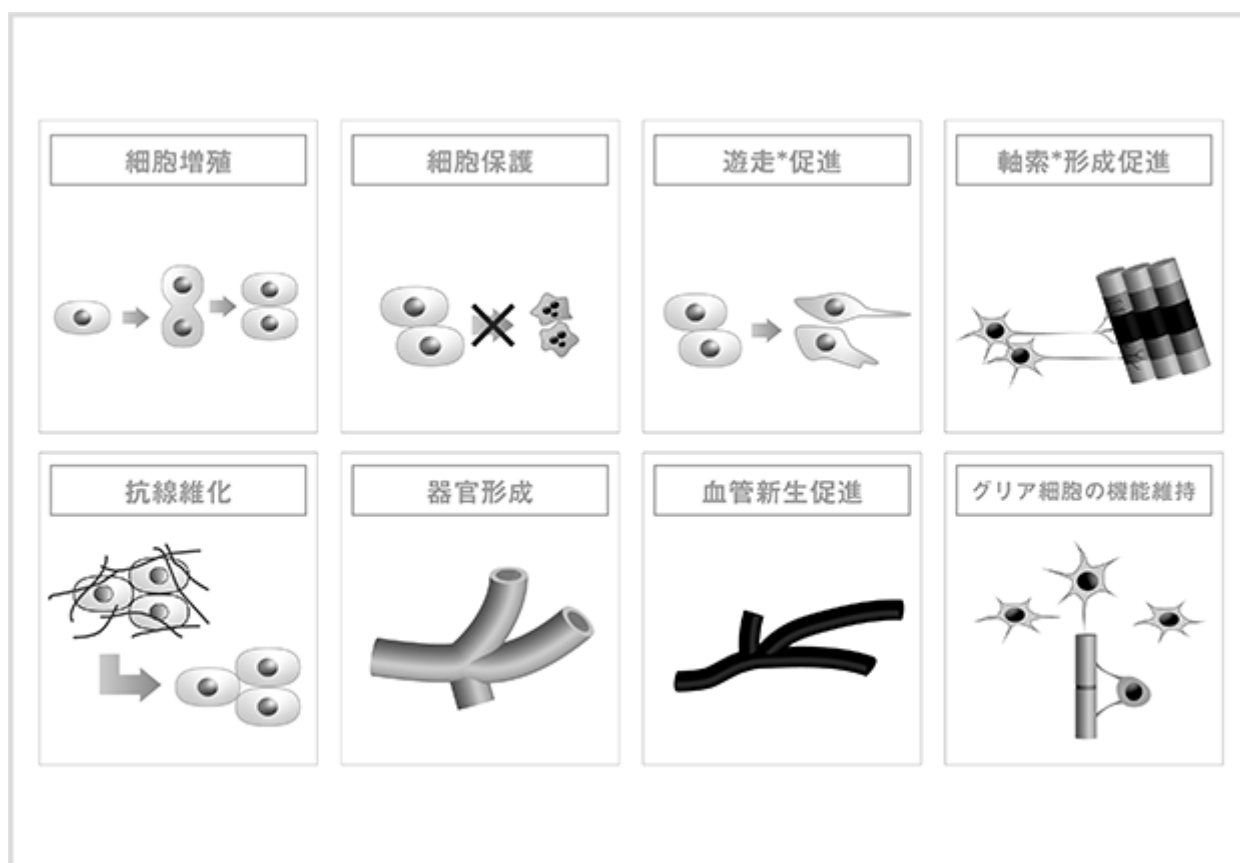 細胞増殖
細胞保護
遊走*促進
軸索*形成促進
抗線維化
器官形成
血管新生促進
グリア細胞の機能維持